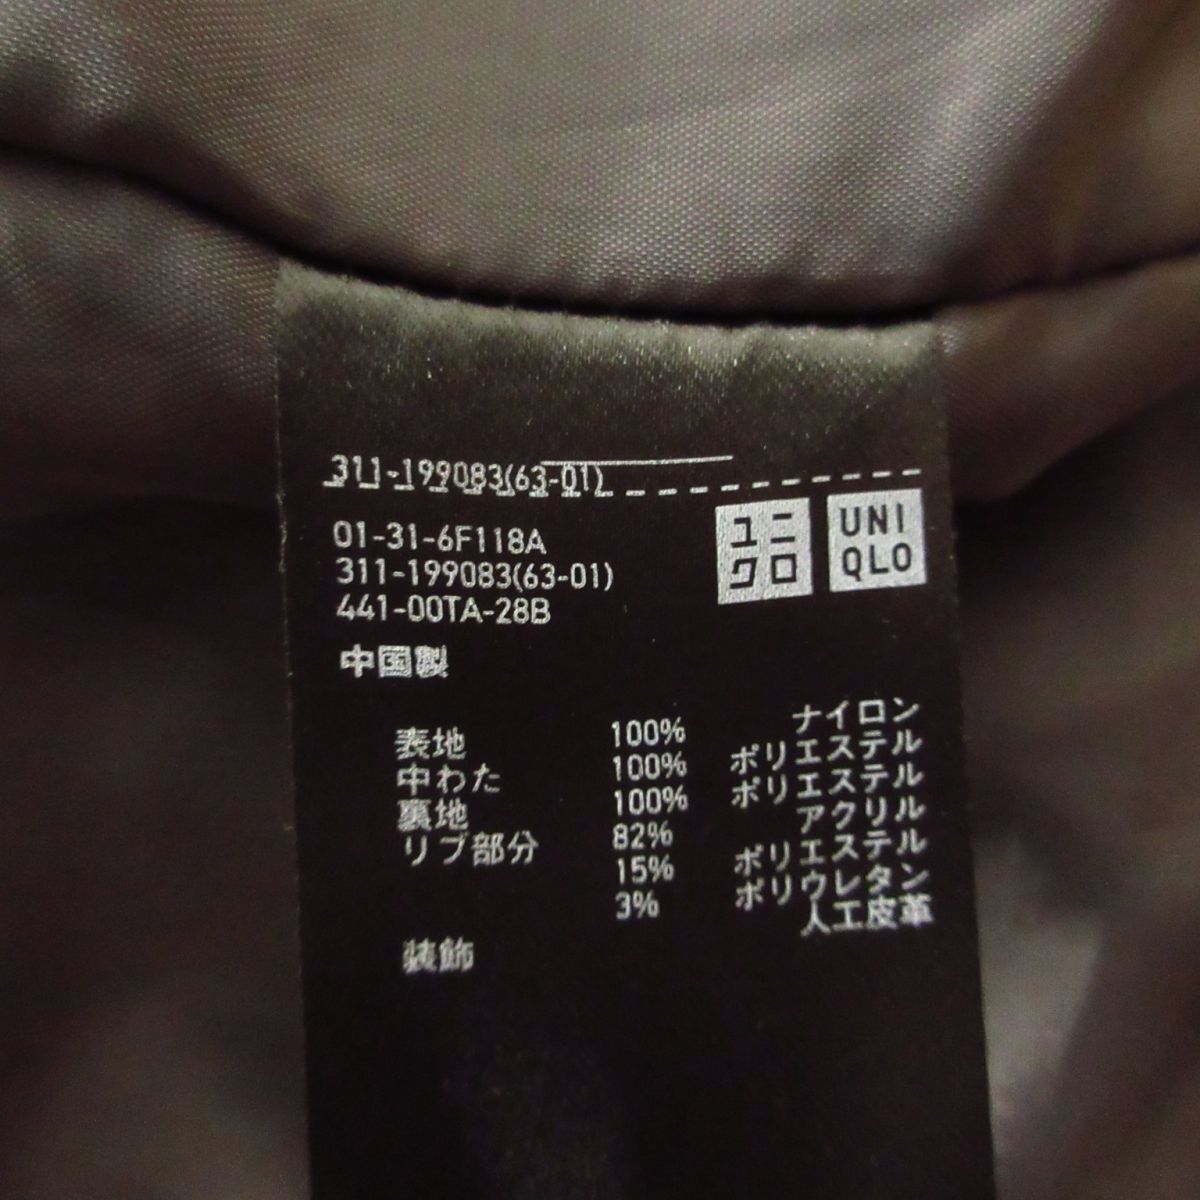 311-199083(63-01)
01-31-6F118A
311-199083(63-01)
441-00TA-28B
ユニクロ
UNIQLO
中国製
表地 100% ナイロン
中わた 100% ポリエステル
裏地 100% ポリエステル
リブ部分 82% アクリル
15% ポリエステル
3% ポリウレタン
装飾 人工皮革